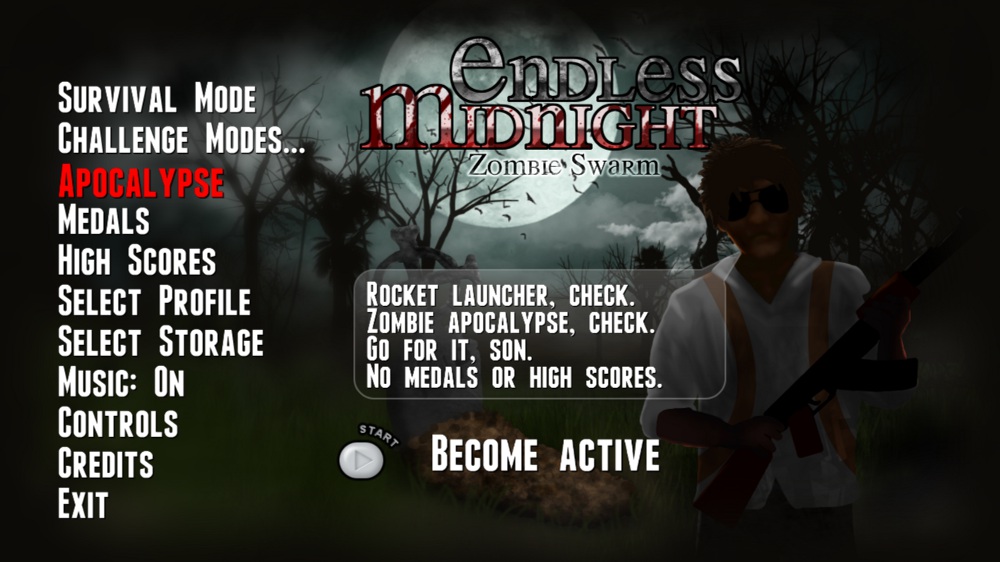 Endless
Midnight
Zombie Swarm
Survival Mode
Challenge Modes...
Apocalypse
Medals
High Scores
Select Profile
Select Storage
Music: On
Controls
Credits
Exit
Rocket launcher, check.
Zombie apocalypse, check.
Go for it, son.
No medals or high scores.
START
Become active